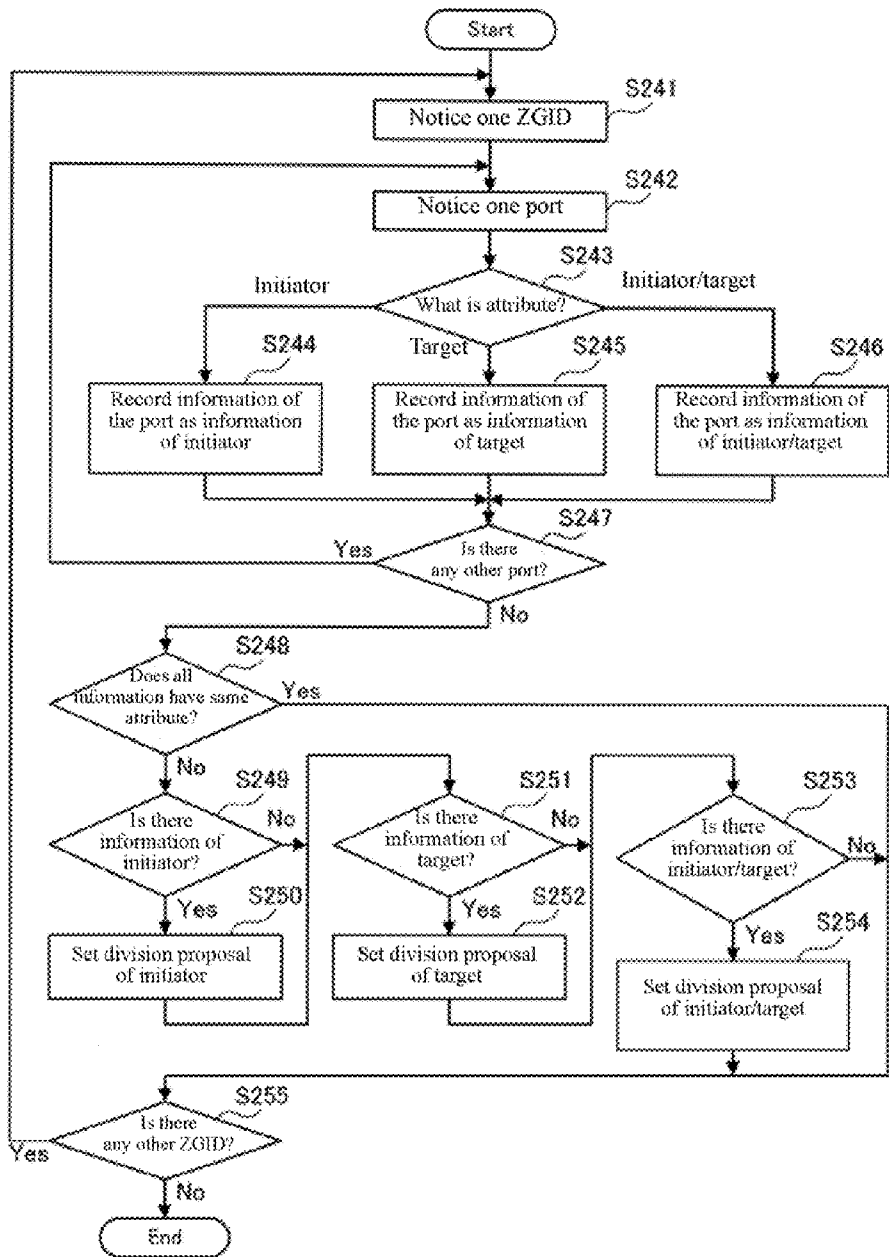 Start
S241
Notice one ZGID
S242
Notice one port
S243
Initiator
Initiator/target
What is attribute?
Target
S244
S245
S246
Record information of
the port as information
of initiator
Record information of
the port as information
of target
Record information of
the port as information
of initiator/target
S247
Yes
Is there
any other port?
No
S248
Does all
information have same
attribute?
Yes
No
S249
Is there
information of
initiator?
No
Yes
S250
Set division proposal
of initiator
S251
Is there
information of
target?
No
Yes
S252
Set division proposal
of target
S253
Is there
information of
initiator/target?
No
Yes
S254
Set division proposal
of initiator/target
S255
Is there
any other ZGID?
Yes
No
End